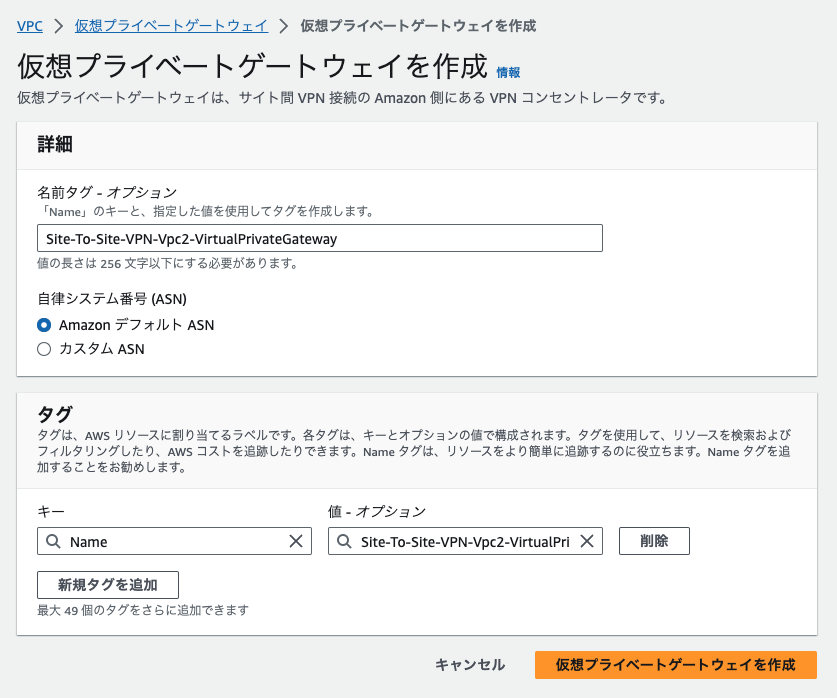 VPC > 仮想プライベートゲートウェイ > 仮想プライベートゲートウェイを作成
仮想プライベートゲートウェイを作成 情報
仮想プライベートゲートウェイは、サイト間 VPN 接続の Amazon 側にある VPN コンセントレータです。
詳細
名前タグ - オプション
「Name」のキーと、指定した値を使用してタグを作成します。
Site-To-Site-VPN-Vpc2-VirtualPrivateGateway
値の長さは 256 文字以下にする必要があります。
自律システム番号 (ASN)
Amazon デフォルト ASN
カスタム ASN
タグ
タグは、AWS リソースに割り当てるラベルです。各タグは、キーとオプションの値で構成されます。タグを使用して、リソースを検索および
フィルタリングしたり、AWS コストを追跡したりできます。Name タグは、リソースをより簡単に追跡するのに役立ちます。Name タグを追
加することをお勧めします。
キー 値 - オプション
Name Site-To-Site-VPN-Vpc2-VirtualPri 削除
新規タグを追加
最大 49 個のタグをさらに追加できます
キャンセル 仮想プライベートゲートウェイを作成